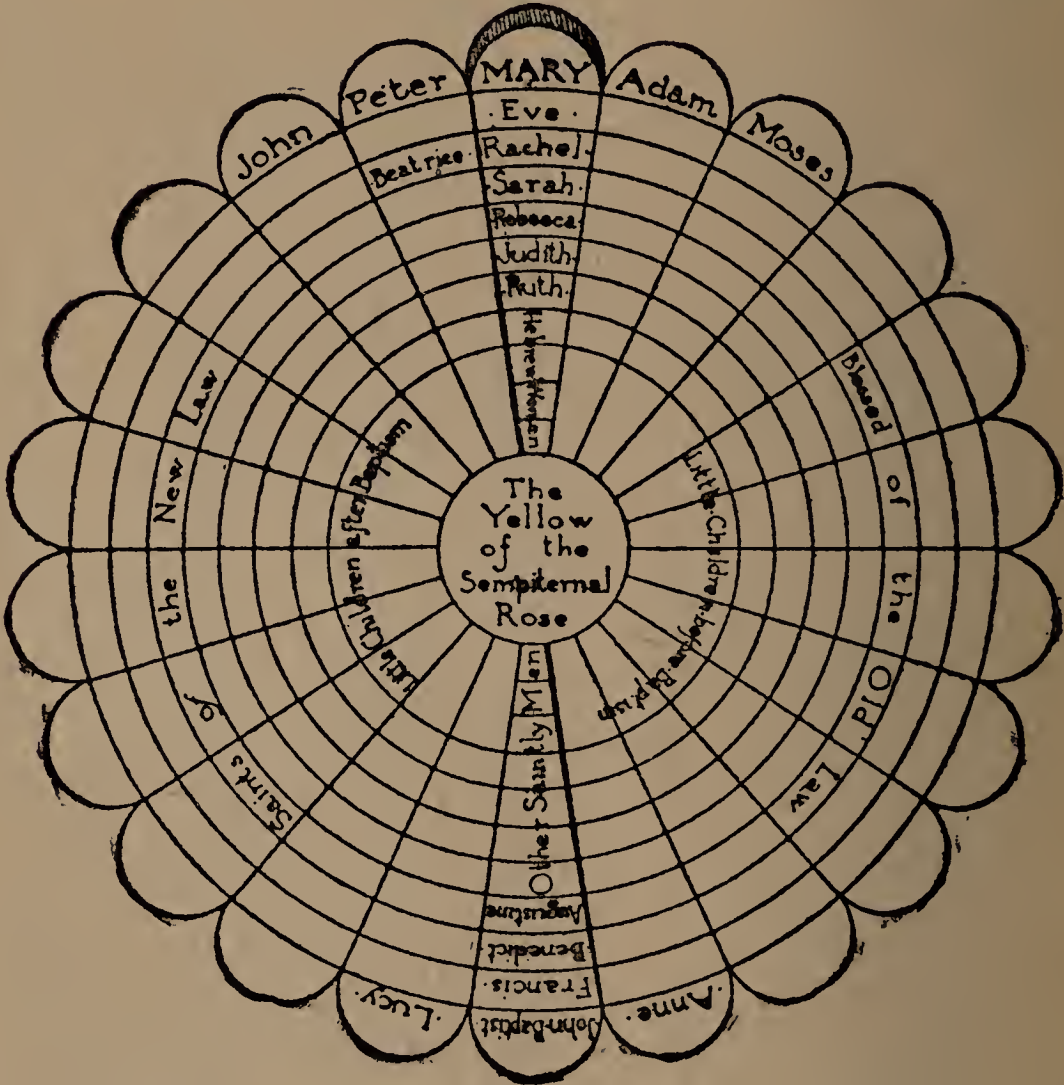 MARY
Peter
Adam
John
Moses
·Eve·
Beatrice·
Rachel·
·Sarah·
·Rebecca·
·Judith·
·Ruth·
Hebrew Women
Saints of the New Law
Blessed of the Old Law
Little Children after Baptism
Little Children before Baptism
The
Yellow
of the
Sempiternal
Rose
Other Saintly Men
Augustine
Benedict
Francis·
John·Baptist
·Lucy·
·Anne·